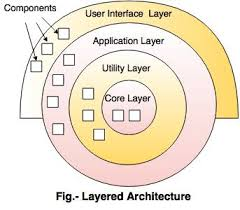 Components
User Interface Layer
Application Layer
Utility Layer
Core Layer
Fig.- Layered Architecture